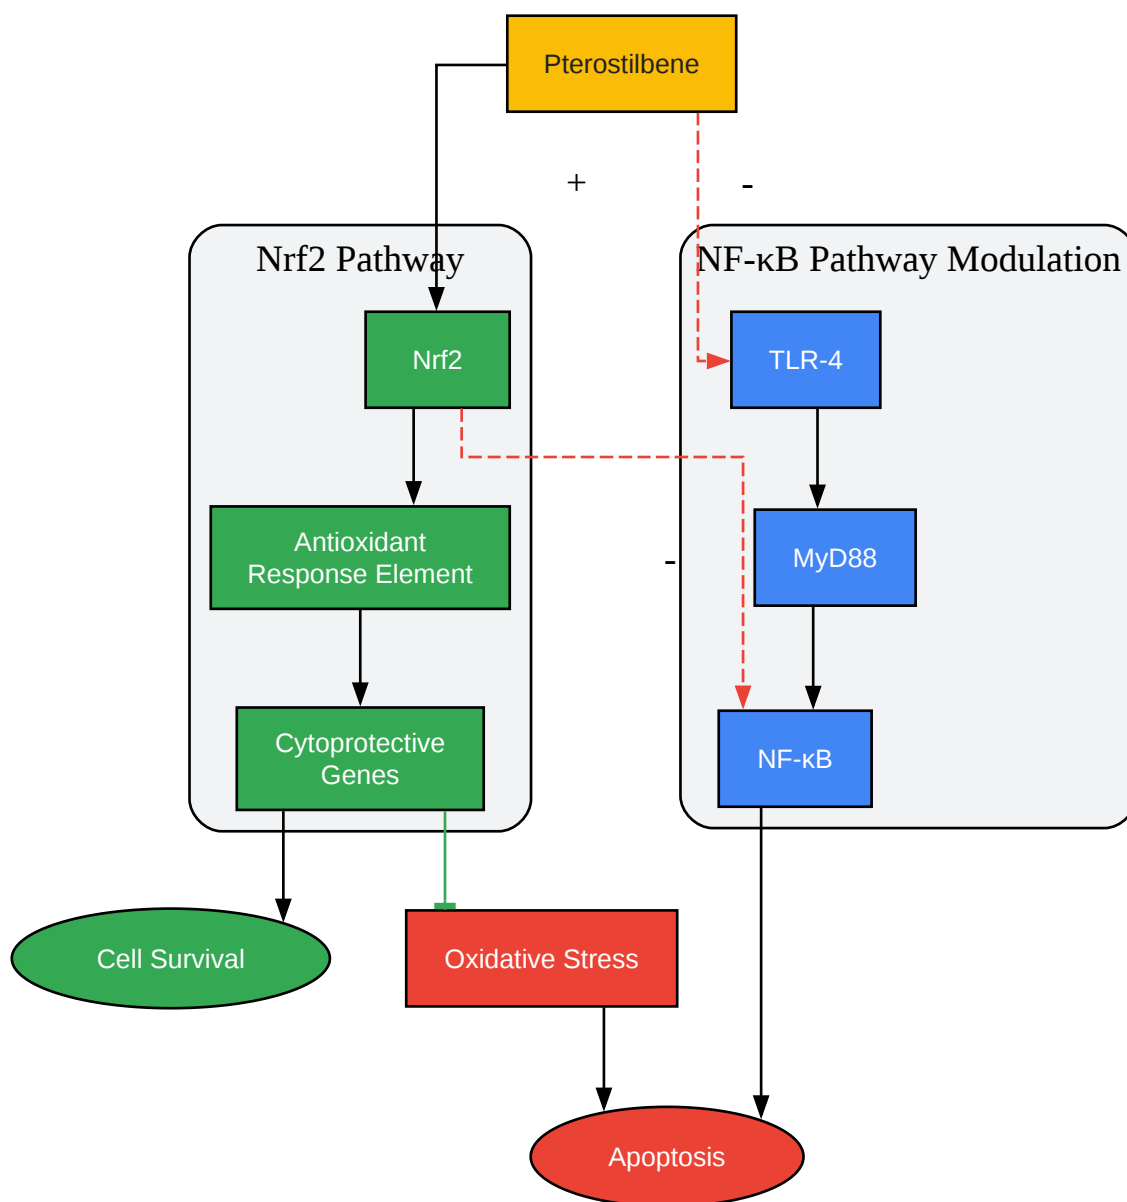 Pterostilbene
+
-
Nrf2 Pathway
NF-κB Pathway Modulation
Nrf2
TLR-4
Antioxidant
Response Element
-
MyD88
Cytoprotective
Genes
NF-κB
Cell Survival
Oxidative Stress
Apoptosis